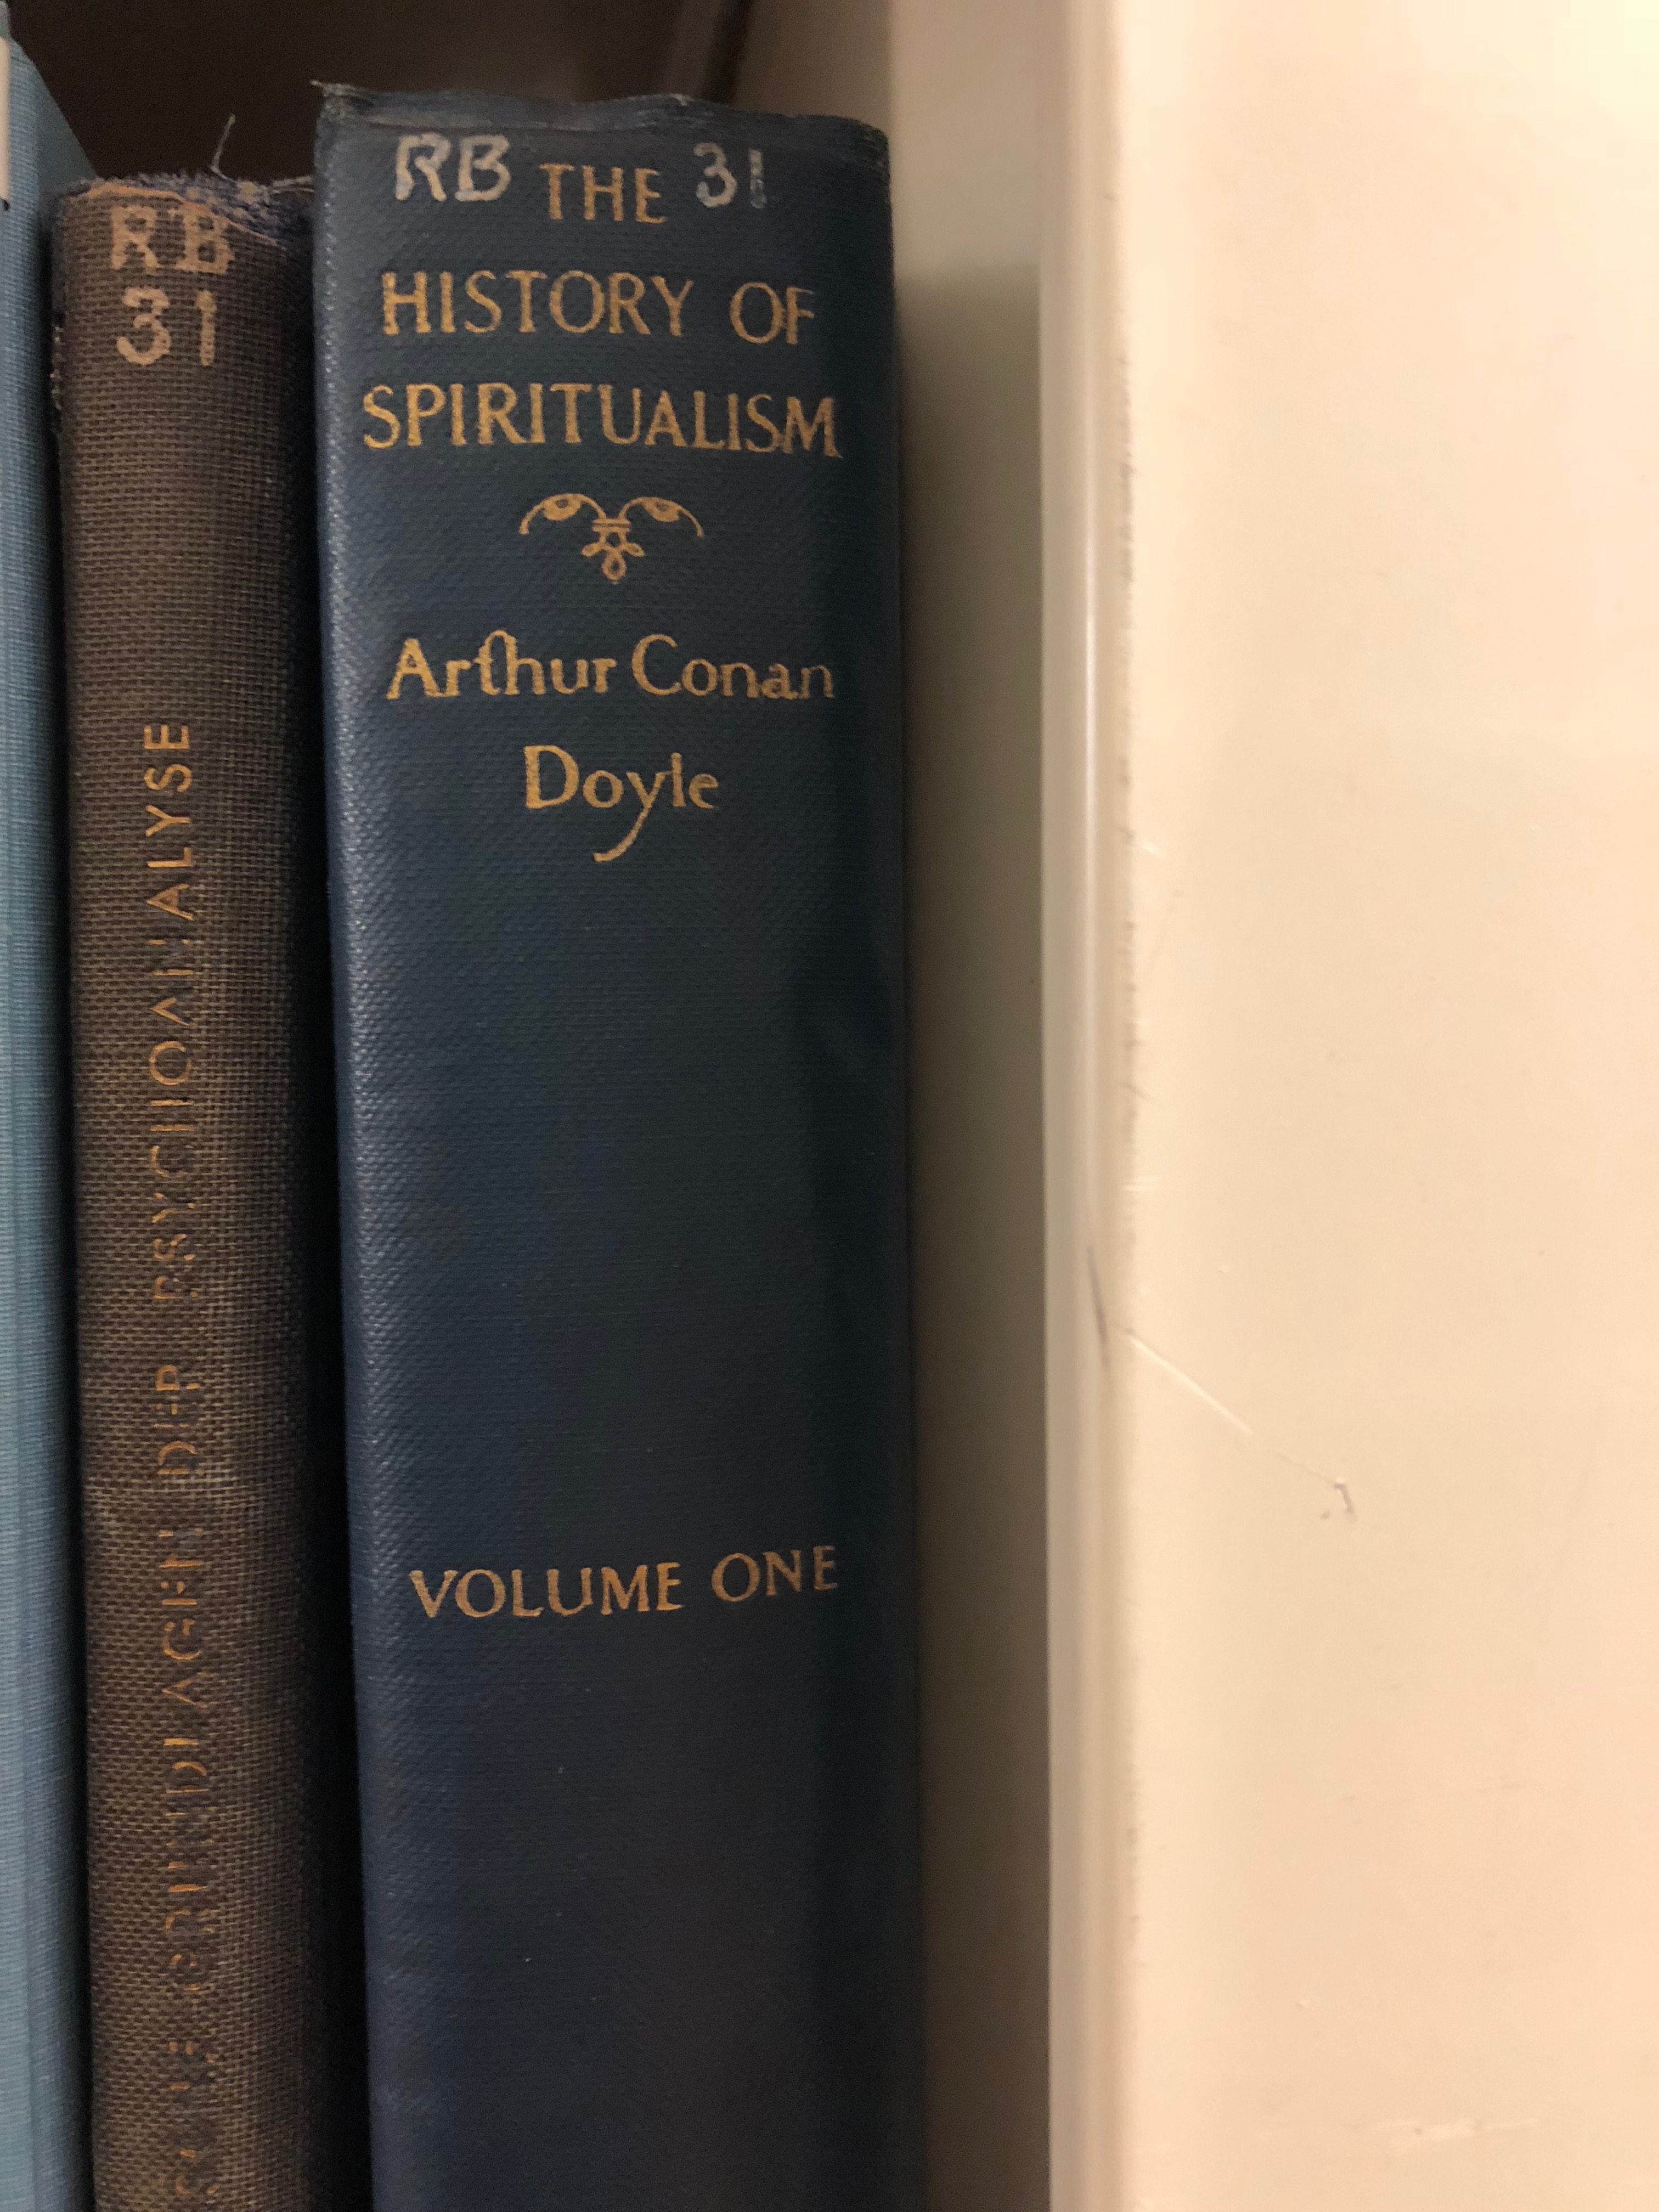 RB
31
GRUNDLAGEN DER PSYCHOANALYSE
RB THE 31
HISTORY OF
SPIRITUALISM
Arthur Conan
Doyle
VOLUME ONE